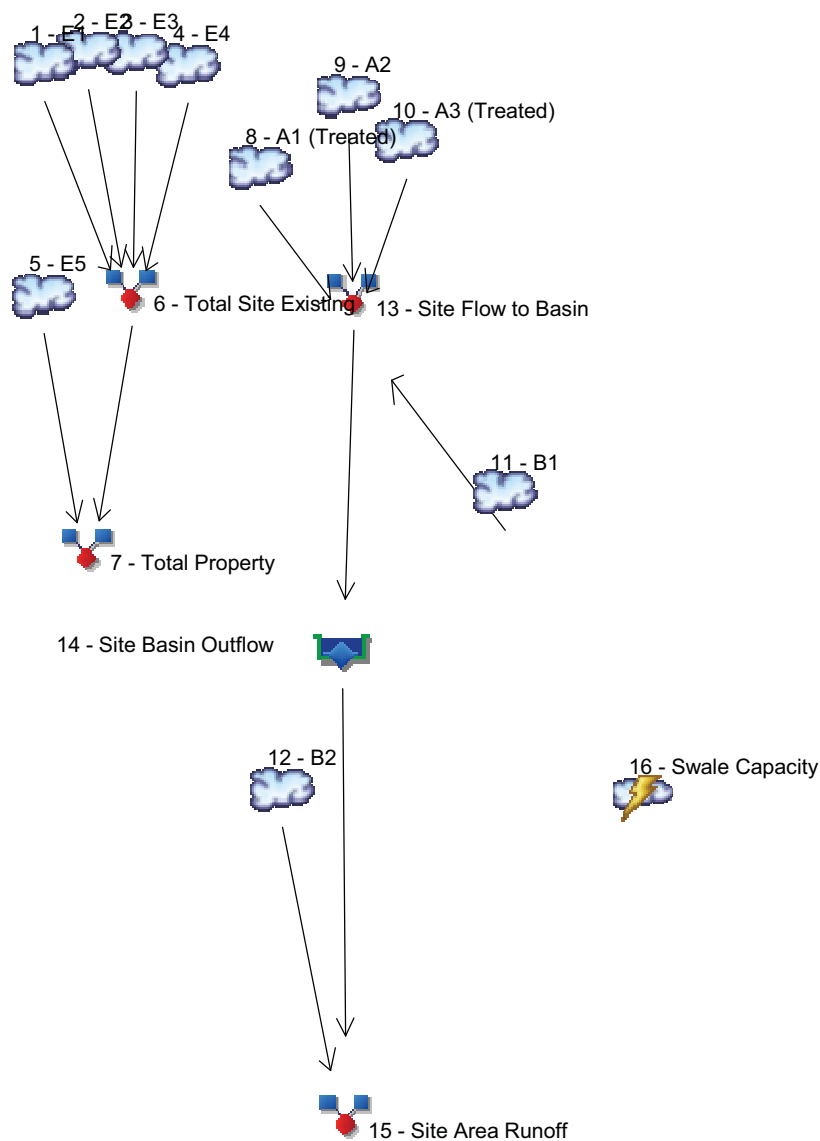 1 - E1
2 - E2
3 - E3
4 - E4
9 - A2
10 - A3 (Treated)
8 - A1 (Treated)
5 - E5
6 - Total Site Existing
13 - Site Flow to Basin
11 - B1
7 - Total Property
14 - Site Basin Outflow
12 - B2
16 - Swale Capacity
15 - Site Area Runoff